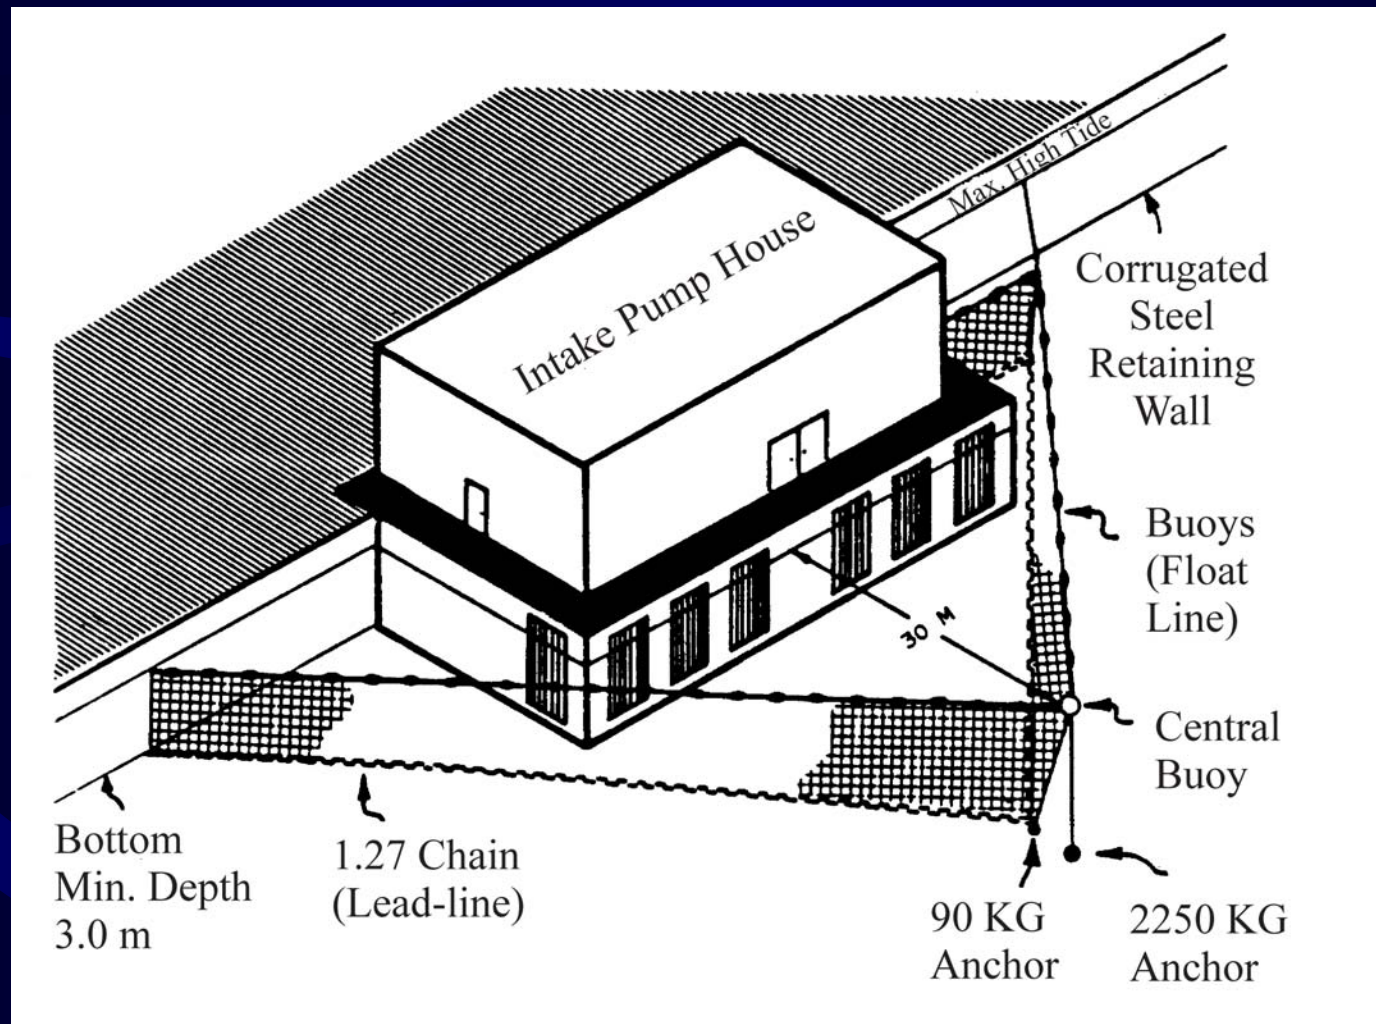 Max. High Tide
Intake Pump House
Corrugated
Steel
Retaining
Wall
Buoys
(Float
Line)
30 M
Central
Buoy
Bottom
Min. Depth
3.0 m
1.27 Chain
(Lead-line)
90 KG
Anchor
2250 KG
Anchor